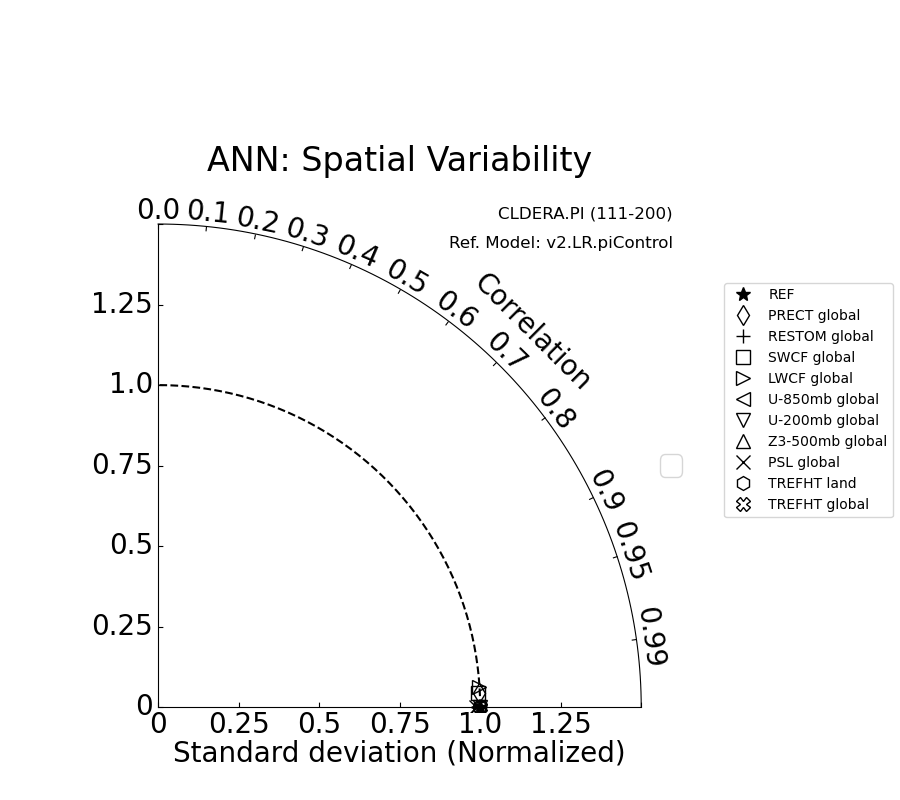 ANN: Spatial Variability
CLDERA.PI (111-200)
Ref. Model: v2.LR.piControl
0.0 0.1 0.2 0.3 0.4 0.5 0.6 0.7 0.8 0.9 0.95 0.99
Correlation
1.25
1.0
0.75
0.5
0.25
0
0 0.25 0.5 0.75 1.0 1.25
Standard deviation (Normalized)
REF
PRECT global
RESTOM global
SWCF global
LWCF global
U-850mb global
U-200mb global
Z3-500mb global
PSL global
TREFHT land
TREFHT global